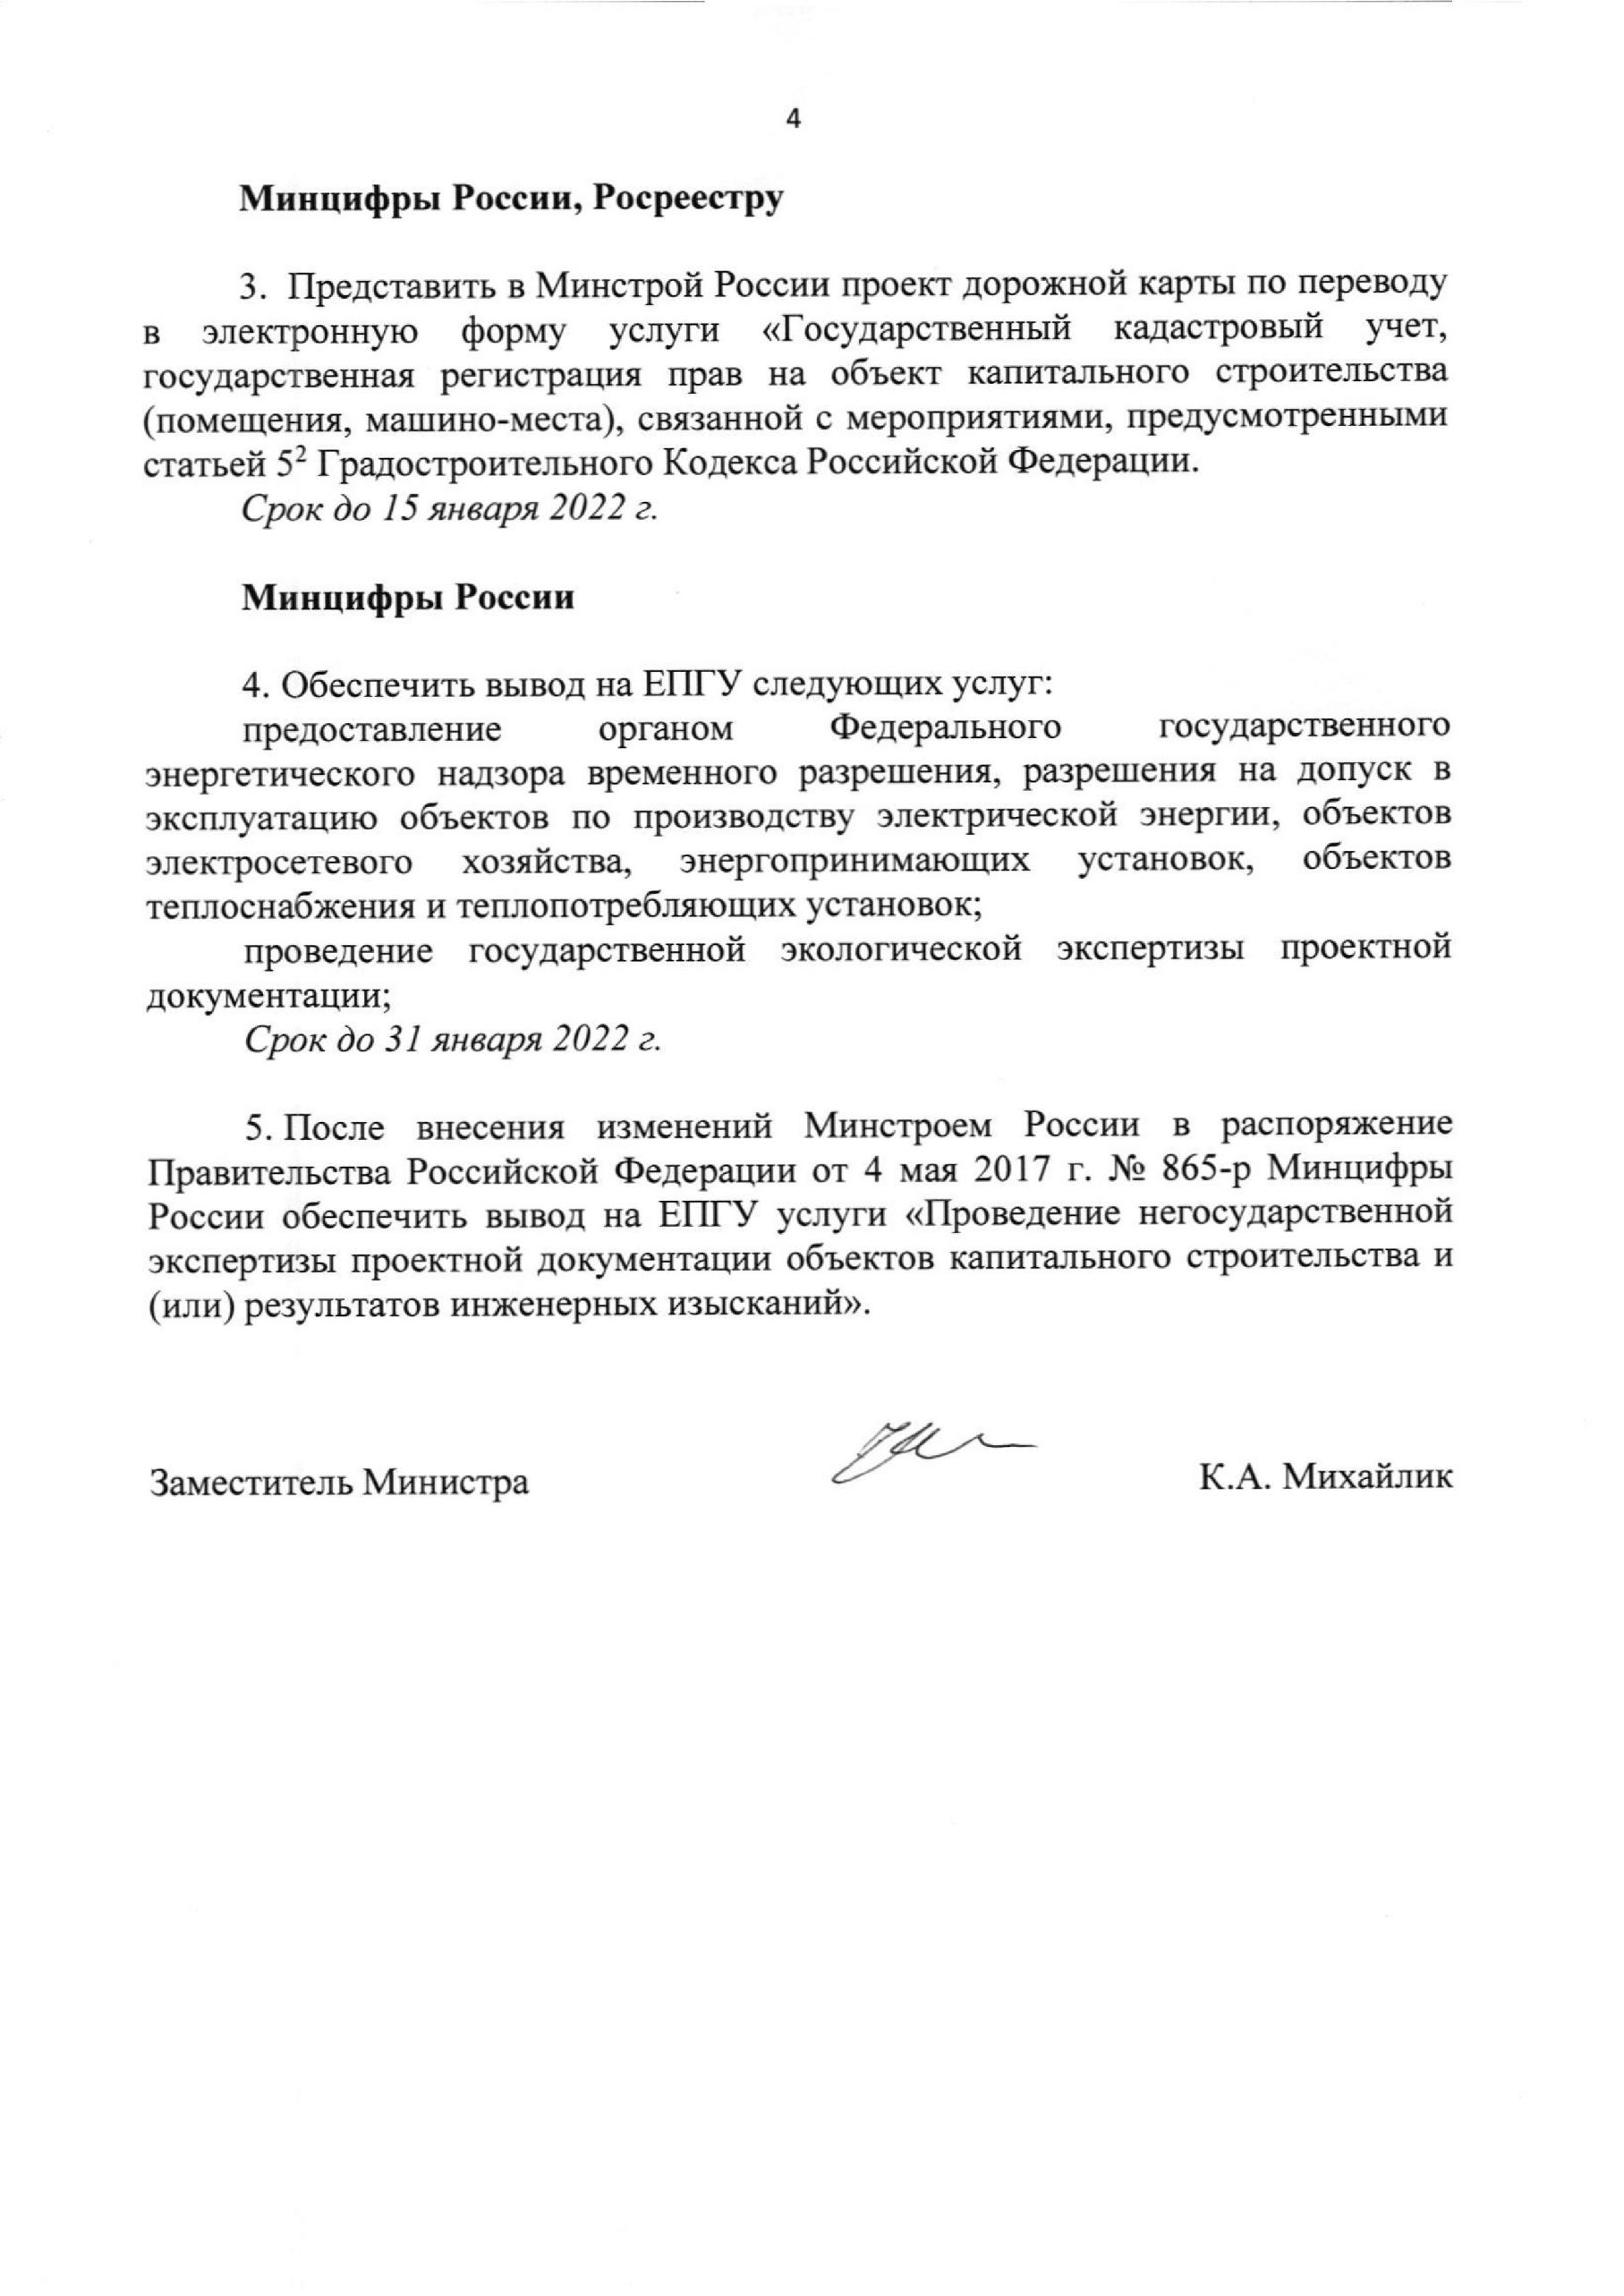 4
Минцифры России, Росреестру
3. Представить в Минстрой России проект дорожной карты по переводу
в электронную форму услуги «Государственный кадастровый учет,
государственная регистрация прав на объект капитального строительства
(помещения, машино-места), связанной с мероприятиями, предусмотренными
статьей 5² Градостроительного Кодекса Российской Федерации.
Срок до 15 января 2022 г.
Минцифры России
4. Обеспечить вывод на ЕПГУ следующих услуг:
предоставление органом Федерального государственного
энергетического надзора временного разрешения, разрешения на допуск в
эксплуатацию объектов по производству электрической энергии, объектов
электросетевого хозяйства, энергопринимающих установок, объектов
теплоснабжения и теплопотребляющих установок;
проведение государственной экологической экспертизы проектной
документации;
Срок до 31 января 2022 г.
5. После внесения изменений Минстроем России в распоряжение
Правительства Российской Федерации от 4 мая 2017 г. № 865-р Минцифры
России обеспечить вывод на ЕПГУ услуги «Проведение негосударственной
экспертизы проектной документации объектов капитального строительства и
(или) результатов инженерных изысканий».
Заместитель Министра К.А. Михайлик